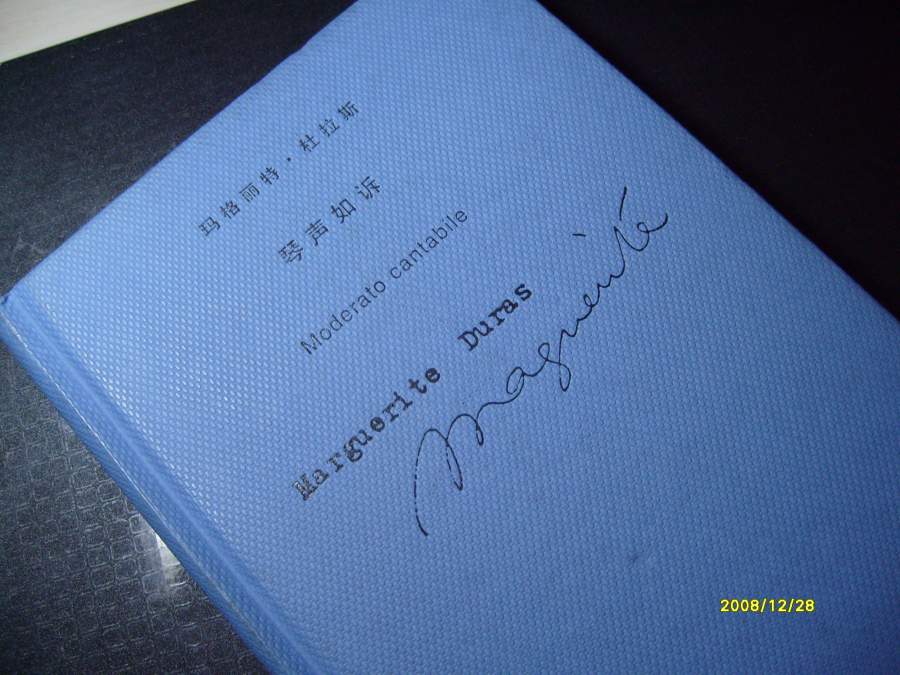 玛格丽特·杜拉斯
琴声如诉
Moderato cantabile
Marguerite Duras
Marguerite
2008/12/28